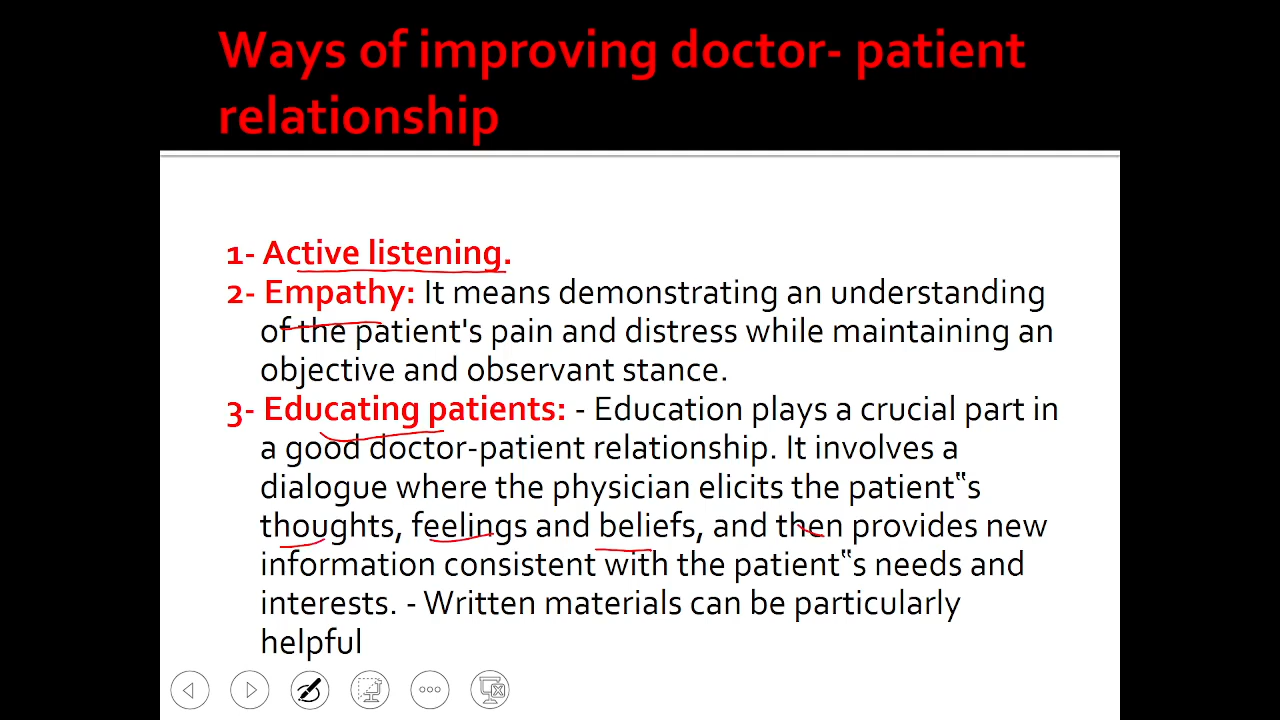 Ways of improving doctor- patient
relationship
1- Active listening.
2- Empathy: It means demonstrating an understanding
of the patient's pain and distress while maintaining an
objective and observant stance.
3- Educating patients: - Education plays a crucial part in
a good doctor-patient relationship. It involves a
dialogue where the physician elicits the patient‟s
thoughts, feelings and beliefs, and then provides new
information consistent with the patient‟s needs and
interests. - Written materials can be particularly
helpful